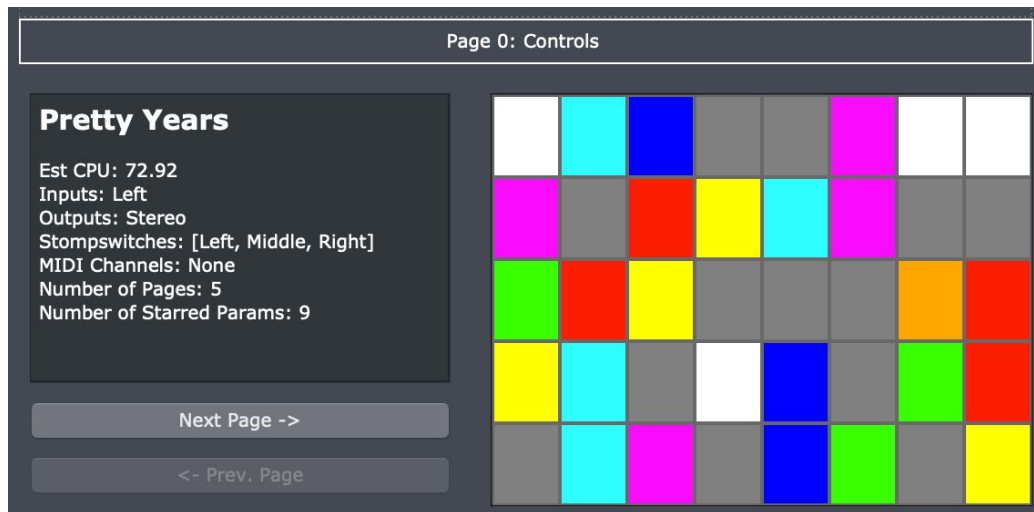 Page 0: Controls
Pretty Years
Est CPU: 72.92
Inputs: Left
Outputs: Stereo
Stompswitches: [Left, Middle, Right]
MIDI Channels: None
Number of Pages: 5
Number of Starred Params: 9
Next Page ->
<- Prev. Page